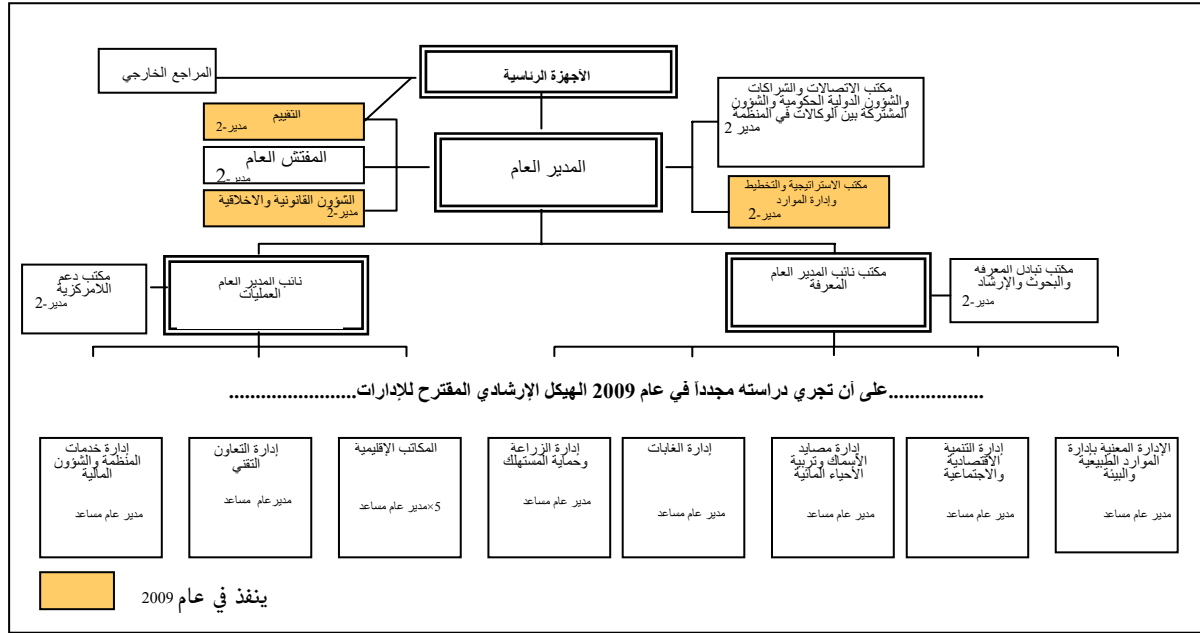 الأجهزة الرئاسية
المراجع الخارجي
مكتب الاتصالات والشراكات
والشؤون الدولية الحكومية والشؤون
المشتركة بين الوكالات في المنظمة
مدير 2
التقييم
مدير-2
المفتش العام
مدير-2
الشؤون القانونية والاخلاقية
مدير-2
المدير العام
مكتب الاستراتيجية والتخطيط
وإدارة الموارد
مدير-2
مكتب تبادل المعرفه
والبحوث والإرشاد
مدير-2
مكتب نائب المدير العام
المعرفة
نائب المدير العام
العمليات
مكتب دعم
اللامركزية
مدير-2
..................على أن تجري دراسته مجدداً في عام 2009 الهيكل الإرشادي المقترح للإدارات.......................
الإدارة المعنية بإدارة
الموارد الطبيعية
والبيئة
مدير عام مساعد
إدارة التنمية
الاقتصادية
والاجتماعية
مدير عام مساعد
إدارة مصايد
الأسماك وتربية
الأحياء المائية
مدير عام مساعد
إدارة الغابات
مدير عام مساعد
إدارة الزراعة
وحماية المستهلك
مدير عام مساعد
المكاتب الإقليمية
5×مدير عام مساعد
إدارة التعاون
التقني
مديرعام مساعد
إدارة خدمات
المنظمة والشؤون
المالية
مدير عام مساعد
ينفذ في عام 2009